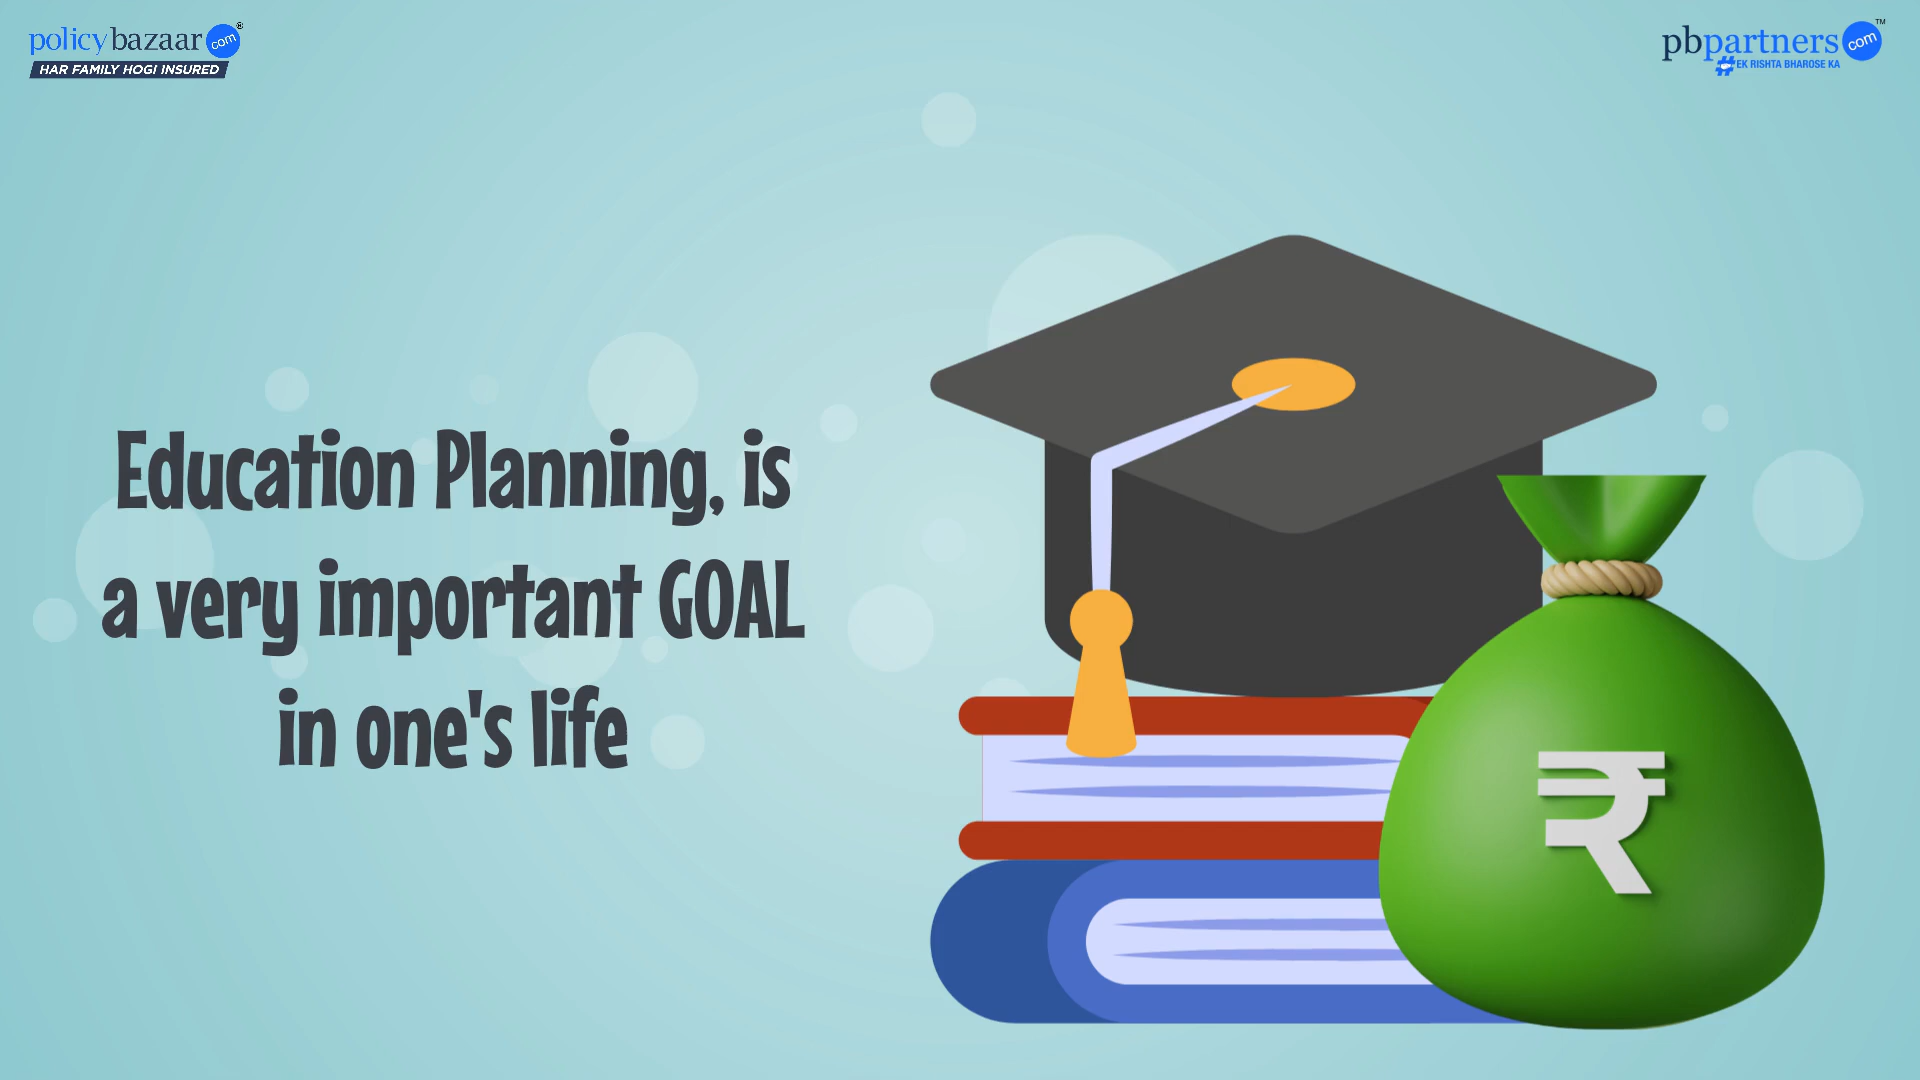 policybazaar.com®
HAR FAMILY HOGI INSURED
pbpartners.com™
#EK RISHTA BHAROSE KA
Education Planning, is
a very important GOAL
in one's life
₹